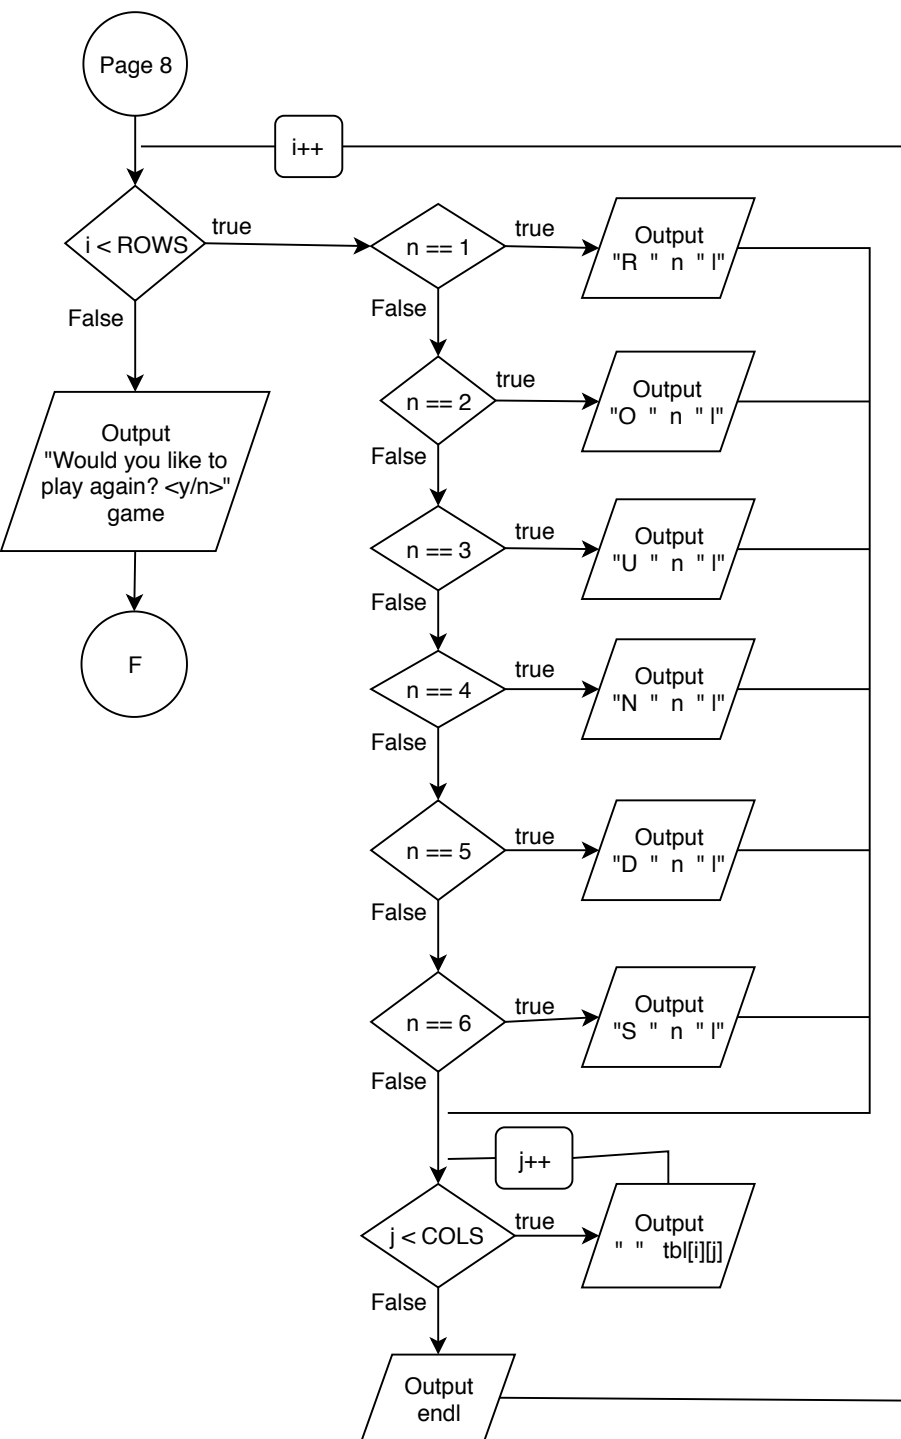 Page 8
i++
i < ROWS
true
n == 1
true
Output
"R " n " |"
False
False
n == 2
true
Output
"O " n " |"
Output
"Would you like to
play again? <y/n>"
game
False
n == 3
true
Output
"U " n " |"
False
F
n == 4
true
Output
"N " n " |"
False
n == 5
true
Output
"D " n " |"
False
n == 6
true
Output
"S " n " |"
False
j++
j < COLS
true
Output
" " tbl[i][j]
False
Output
endl